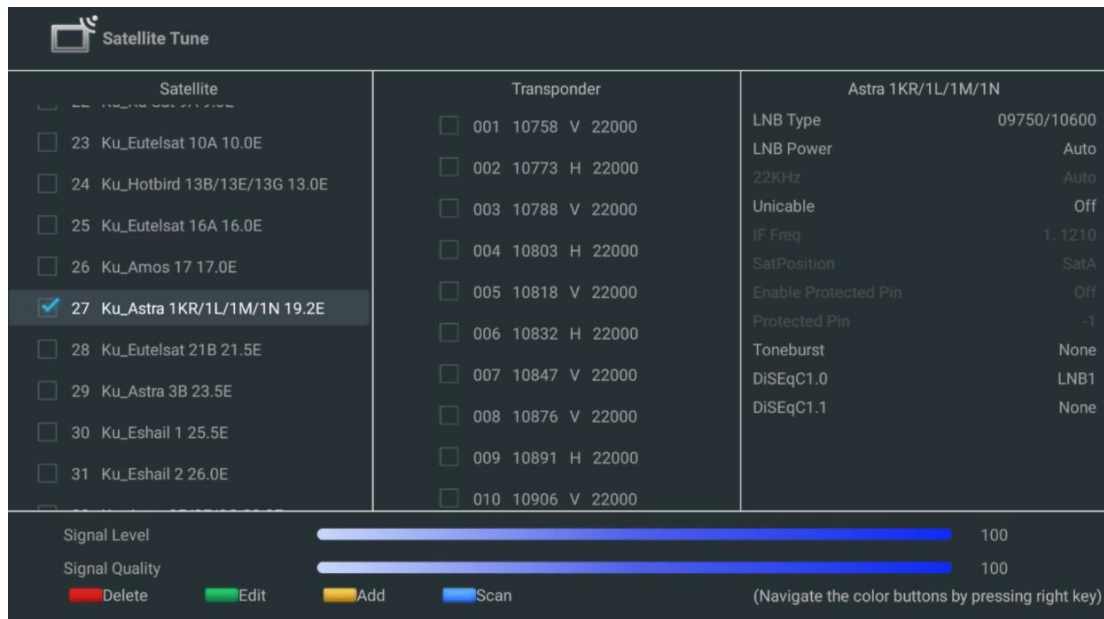 Satellite Tune
Satellite
23 Ku_Eutelsat 10A 10.0E
24 Ku_Hotbird 13B/13E/13G 13.0E
25 Ku_Eutelsat 16A 16.0E
26 Ku_Amos 17 17.0E
27 Ku_Astra 1KR/1L/1M/1N 19.2E
28 Ku_Eutelsat 21B 21.5E
29 Ku_Astra 3B 23.5E
30 Ku_Eshail 1 25.5E
31 Ku_Eshail 2 26.0E
Transponder
001 10758 V 22000
002 10773 H 22000
003 10788 V 22000
004 10803 H 22000
005 10818 V 22000
006 10832 H 22000
007 10847 V 22000
008 10876 V 22000
009 10891 H 22000
010 10906 V 22000
Astra 1KR/1L/1M/1N
LNB Type 09750/10600
LNB Power Auto
22KHz Auto
Unicable Off
IF Freq 1. 1210
SatPosition SatA
Enable Protected Pin Off
Protected Pin -1
Toneburst None
DiSEqC1.0 LNB1
DiSEqC1.1 None
Signal Level 100
Signal Quality 100
Delete Edit Add Scan (Navigate the color buttons by pressing right key)